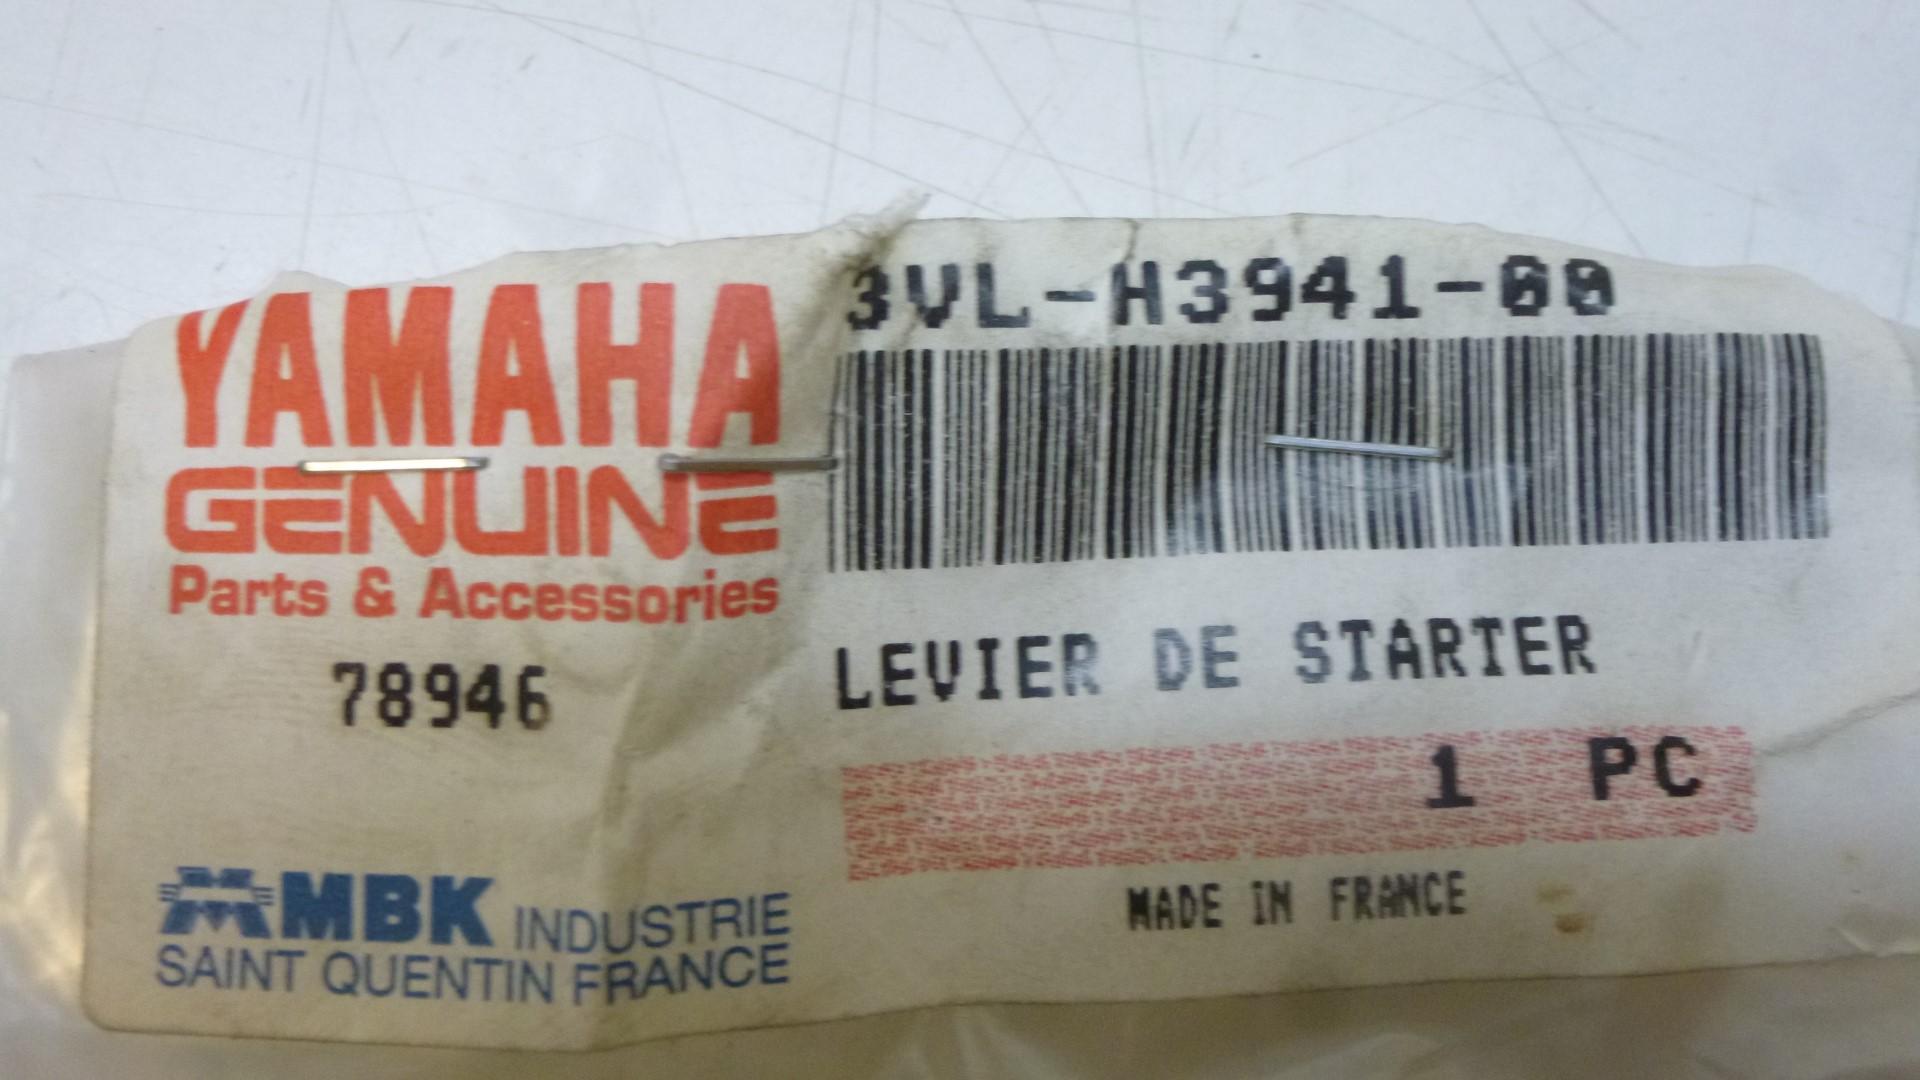 YAMAHA
GENUINE
Parts & Accessories
78946
MBK INDUSTRIE
SAINT QUENTIN FRANCE
3VL-H3941-00
LEVIER DE STARTER
1 PC
MADE IN FRANCE